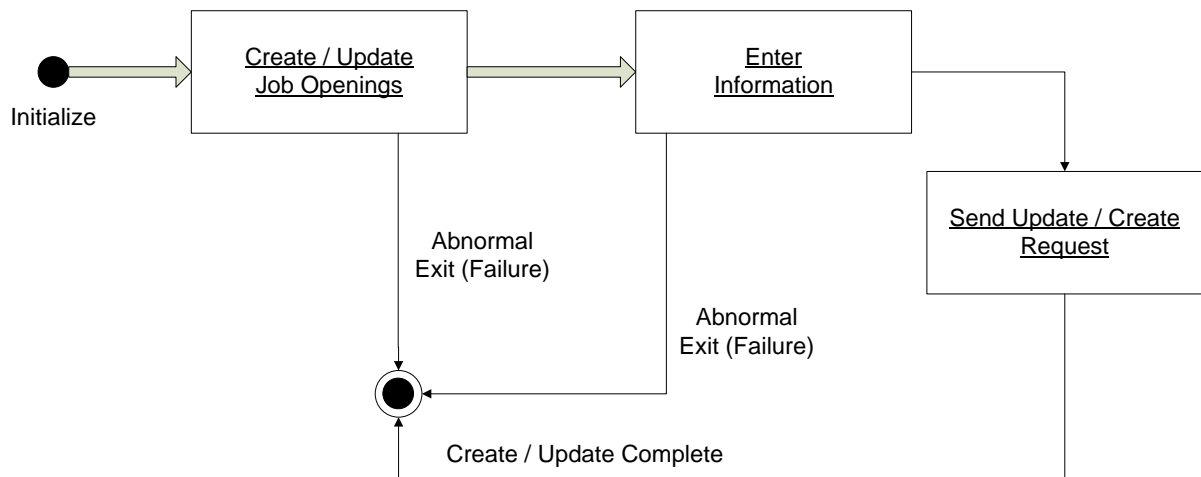 Create / Update
Job Openings
Enter
Information
Initialize
Send Update / Create
Request
Abnormal
Exit (Failure)
Abnormal
Exit (Failure)
Create / Update Complete